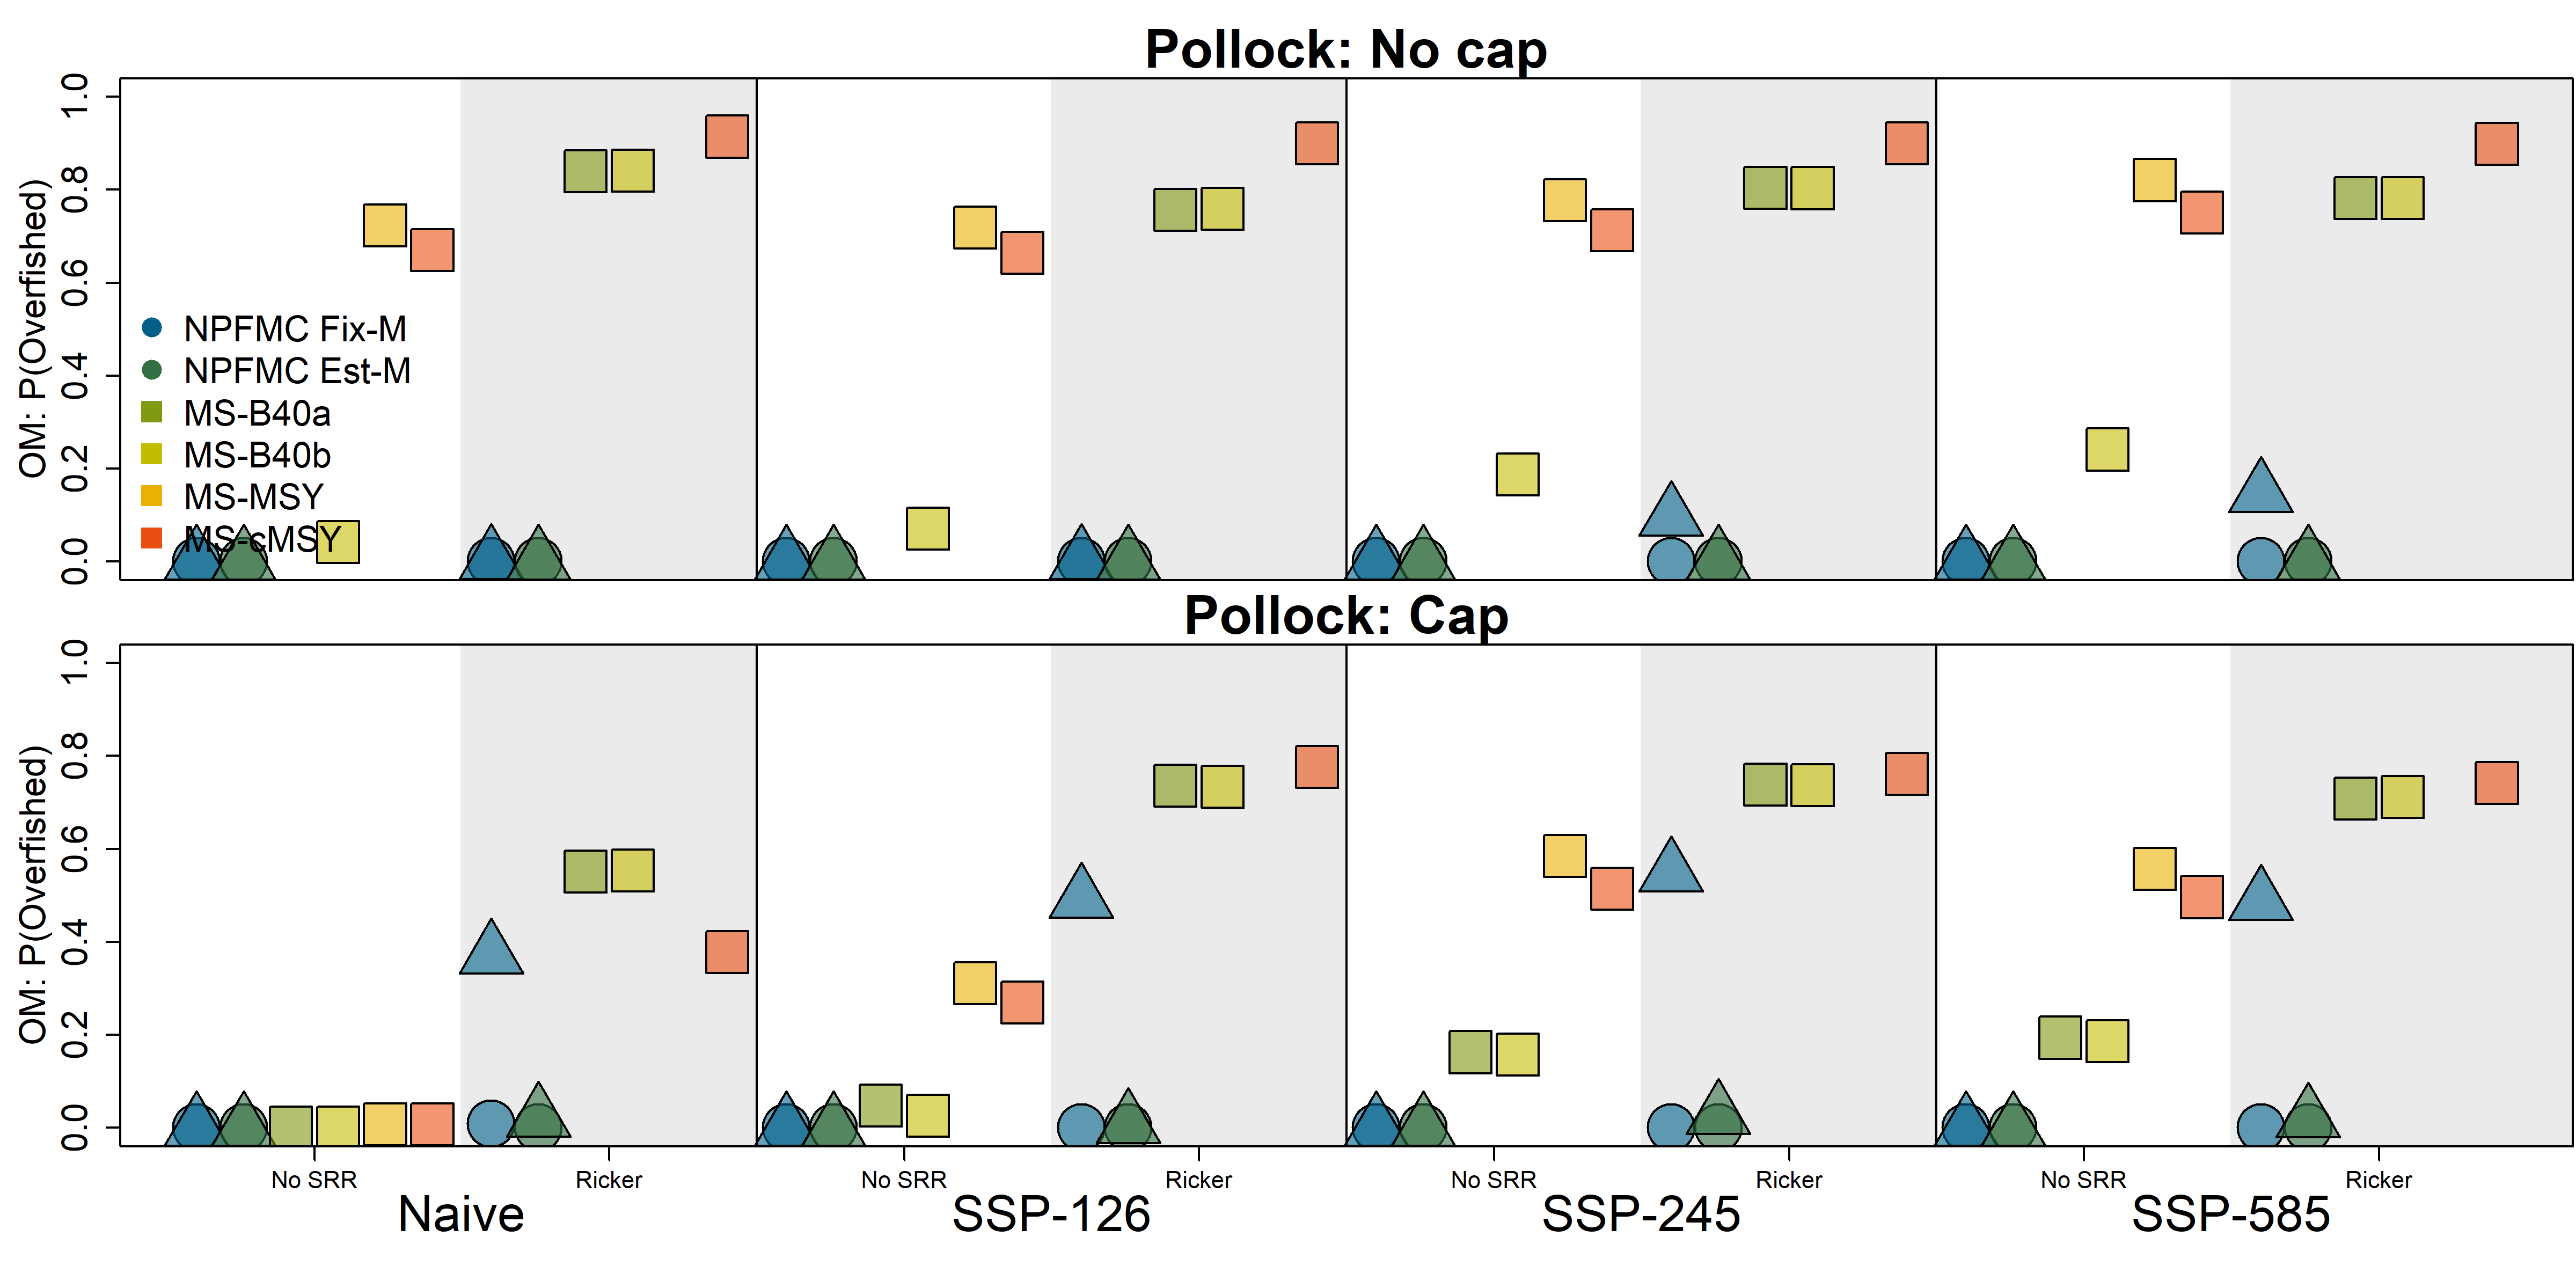 Pollock: No cap
OM: P(Overfished)
1.0
0.8
0.6
0.4
0.2
0.0
NPFMC Fix-M
NPFMC Est-M
MS-B40a
MS-B40b
MS-MSY
MS-cMSY
Pollock: Cap
OM: P(Overfished)
1.0
0.8
0.6
0.4
0.2
0.0
No SRR Ricker No SRR Ricker No SRR Ricker No SRR Ricker
Naive SSP-126 SSP-245 SSP-585